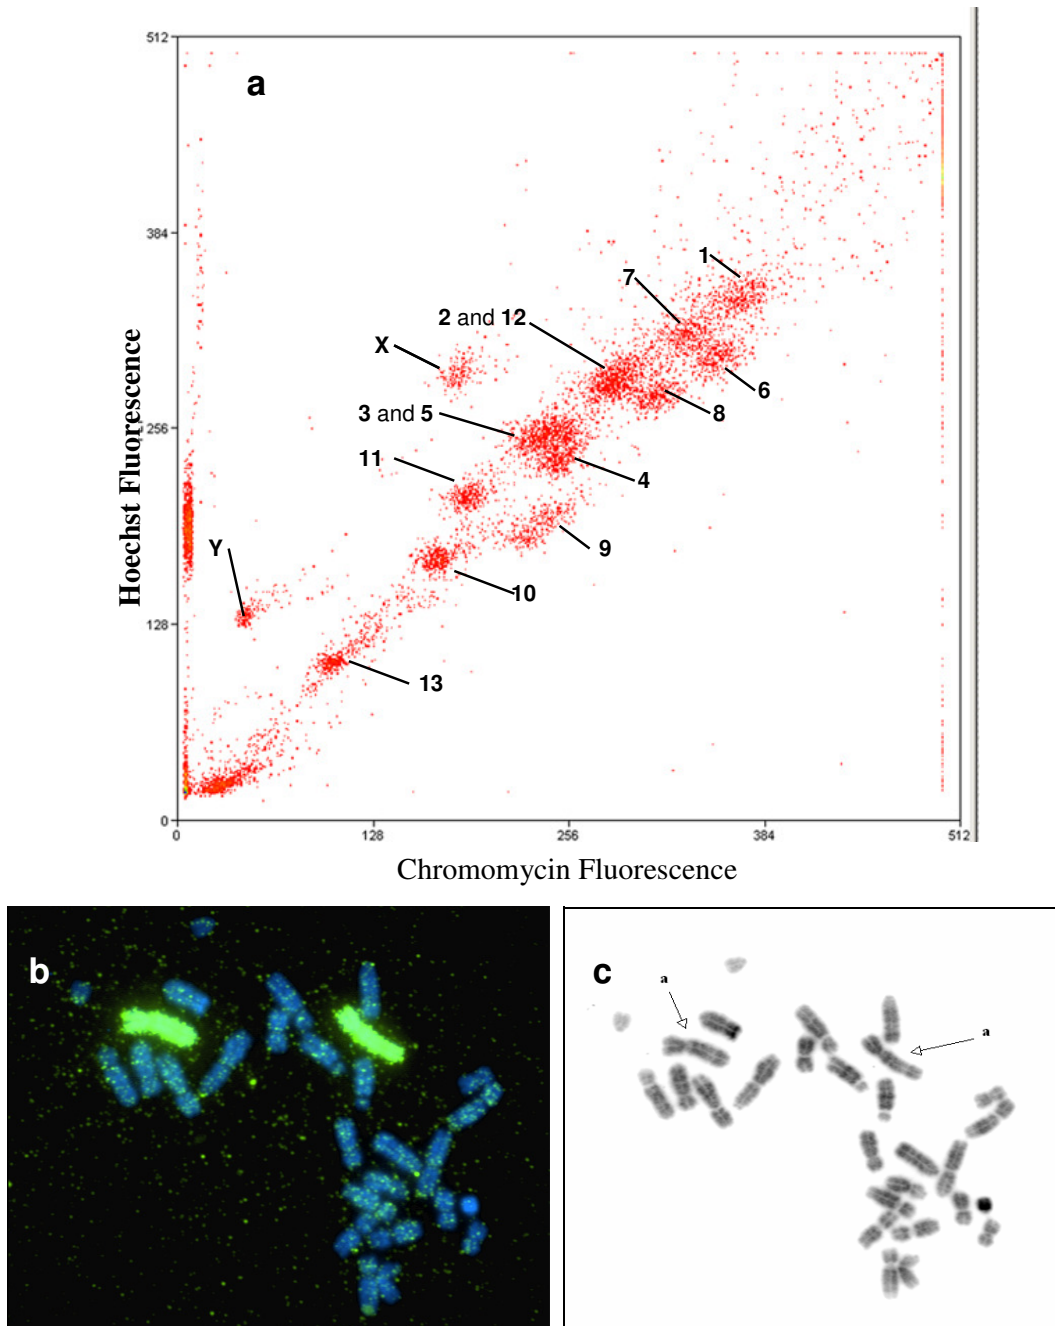 512
a
384
1
7
2 and 12
X
6
8
3 and 5
256
11
4
Y
9
10
128
13
0
0 128 256 384 512
Hoechst Fluorescence
Chromomycin Fluorescence
b
c
a
a